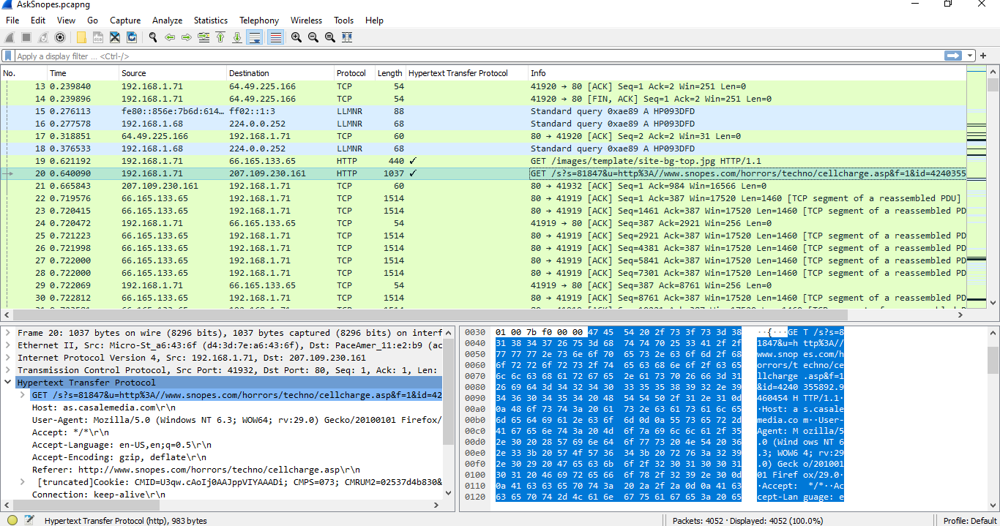 AskSnopes.pcapng
File Edit View Go Capture Analyze Statistics Telephony Wireless Tools Help
Apply a display filter ... <Ctrl-/>
No. Time Source Destination Protocol Length Hypertext Transfer Protocol Info
13 0.239840 192.168.1.71 64.49.225.166 TCP 54 41920 → 80 [ACK] Seq=1 Ack=2 Win=251 Len=0
14 0.239896 192.168.1.71 64.49.225.166 TCP 54 41920 → 80 [FIN, ACK] Seq=1 Ack=2 Win=251 Len=0
15 0.276113 fe80::856e:7b6d:614… ff02::1:3 LLMNR 88 Standard query 0xae89 A HP093DFD
16 0.277578 192.168.1.68 224.0.0.252 LLMNR 68 Standard query 0xae89 A HP093DFD
17 0.318851 64.49.225.166 192.168.1.71 TCP 60 80 → 41920 [ACK] Seq=2 Ack=2 Win=31 Len=0
18 0.376533 192.168.1.68 224.0.0.252 LLMNR 68 Standard query 0xae89 A HP093DFD
19 0.621192 192.168.1.71 66.165.133.65 HTTP 440 ✓ GET /images/template/site-bg-top.jpg HTTP/1.1
20 0.640090 192.168.1.71 207.109.230.161 HTTP 1037 ✓ GET /s?s=81847&u=http%3A//www.snopes.com/horrors/techno/cellcharge.asp&f=1&id=4240355
21 0.665843 207.109.230.161 192.168.1.71 TCP 60 80 → 41932 [ACK] Seq=1 Ack=984 Win=16566 Len=0
22 0.719576 66.165.133.65 192.168.1.71 TCP 1514 80 → 41919 [ACK] Seq=1 Ack=387 Win=17520 Len=1460 [TCP segment of a reassembled PDU]
23 0.720415 66.165.133.65 192.168.1.71 TCP 1514 80 → 41919 [ACK] Seq=1461 Ack=387 Win=17520 Len=1460 [TCP segment of a reassembled PD
24 0.720472 192.168.1.71 66.165.133.65 TCP 54 41919 → 80 [ACK] Seq=387 Ack=2921 Win=256 Len=0
25 0.721223 66.165.133.65 192.168.1.71 TCP 1514 80 → 41919 [ACK] Seq=2921 Ack=387 Win=17520 Len=1460 [TCP segment of a reassembled PD
26 0.721998 66.165.133.65 192.168.1.71 TCP 1514 80 → 41919 [ACK] Seq=4381 Ack=387 Win=17520 Len=1460 [TCP segment of a reassembled PD
27 0.722000 66.165.133.65 192.168.1.71 TCP 1514 80 → 41919 [ACK] Seq=5841 Ack=387 Win=17520 Len=1460 [TCP segment of a reassembled PD
28 0.722000 66.165.133.65 192.168.1.71 TCP 1514 80 → 41919 [ACK] Seq=7301 Ack=387 Win=17520 Len=1460 [TCP segment of a reassembled PD
29 0.722069 192.168.1.71 66.165.133.65 TCP 54 41919 → 80 [ACK] Seq=387 Ack=8761 Win=256 Len=0
30 0.722812 66.165.133.65 192.168.1.71 TCP 1514 80 → 41919 [ACK] Seq=8761 Ack=387 Win=17520 Len=1460 [TCP segment of a reassembled PD
Frame 20: 1037 bytes on wire (8296 bits), 1037 bytes captured (8296 bits) on interf
Ethernet II, Src: Micro-St_a6:43:6f (d4:3d:7e:a6:43:6f), Dst: PaceAmer_11:e2:b9 (ac
Internet Protocol Version 4, Src: 192.168.1.71, Dst: 207.109.230.161
Transmission Control Protocol, Src Port: 41932, Dst Port: 80, Seq: 1, Ack: 1, Len:
Hypertext Transfer Protocol
GET /s?s=81847&u=http%3A//www.snopes.com/horrors/techno/cellcharge.asp&f=1&id=42
Host: as.casalemedia.com\r\n
User-Agent: Mozilla/5.0 (Windows NT 6.3; WOW64; rv:29.0) Gecko/20100101 Firefox/
Accept: */*\r\n
Accept-Language: en-US,en;q=0.5\r\n
Accept-Encoding: gzip, deflate\r\n
Referer: http://www.snopes.com/horrors/techno/cellcharge.asp\r\n
[truncated]Cookie: CMID=U3qw.cAoIj0AAJppVIYAAADi; CMPS=073; CMRUM2=02537d4b830&
Connection: keep-alive\r\n
0030 01 00 7b f0 00 00 47 45 54 20 2f 73 3f 73 3d 38 ··{···GE T /s?s=8
0040 31 38 34 37 26 75 3d 68 74 74 70 25 33 41 2f 2f 1847&u=h ttp%3A//
0050 77 77 77 2e 73 6e 6f 70 65 73 2e 63 6f 6d 2f 68 www.snop es.com/h
0060 6f 72 72 6f 72 73 2f 74 65 63 68 6e 6f 2f 63 65 orrors/t echno/ce
0070 6c 6c 63 68 61 72 67 65 2e 61 73 70 26 66 3d 31 llcharge .asp&f=1
0080 26 69 64 3d 34 32 34 30 33 35 35 38 39 32 2e 39 &id=4240 355892.9
0090 34 36 30 34 35 34 20 48 54 54 50 2f 31 2e 31 0d 460454 H TTP/1.1·
00a0 0a 48 6f 73 74 3a 20 61 73 2e 63 61 73 61 6c 65 ·Host: a s.casale
00b0 6d 65 64 69 61 2e 63 6f 6d 0d 0a 55 73 65 72 2d media.co m··User-
00c0 41 67 65 6e 74 3a 20 4d 6f 7a 69 6c 6c 61 2f 35 Agent: M ozilla/5
00d0 2e 30 20 28 57 69 6e 64 6f 77 73 20 4e 54 20 36 .0 (Wind ows NT 6
00e0 2e 33 3b 20 57 4f 57 36 34 3b 20 72 76 3a 32 39 .3; WOW6 4; rv:29
00f0 2e 30 29 20 47 65 63 6b 6f 2f 32 30 31 30 30 31 .0) Geck o/201001
0100 30 31 20 46 69 72 65 66 6f 78 2f 32 39 2e 30 0d 01 Firef ox/29.0·
0110 0a 41 63 63 65 70 74 3a 20 2a 2f 2a 0d 0a 41 63 ·Accept: */*··Ac
0120 63 65 70 74 2d 4c 61 6e 67 75 61 67 65 3a 20 65 cept-Lan guage: e
Hypertext Transfer Protocol (http), 983 bytes
Packets: 4052 · Displayed: 4052 (100.0%)
Profile: Default